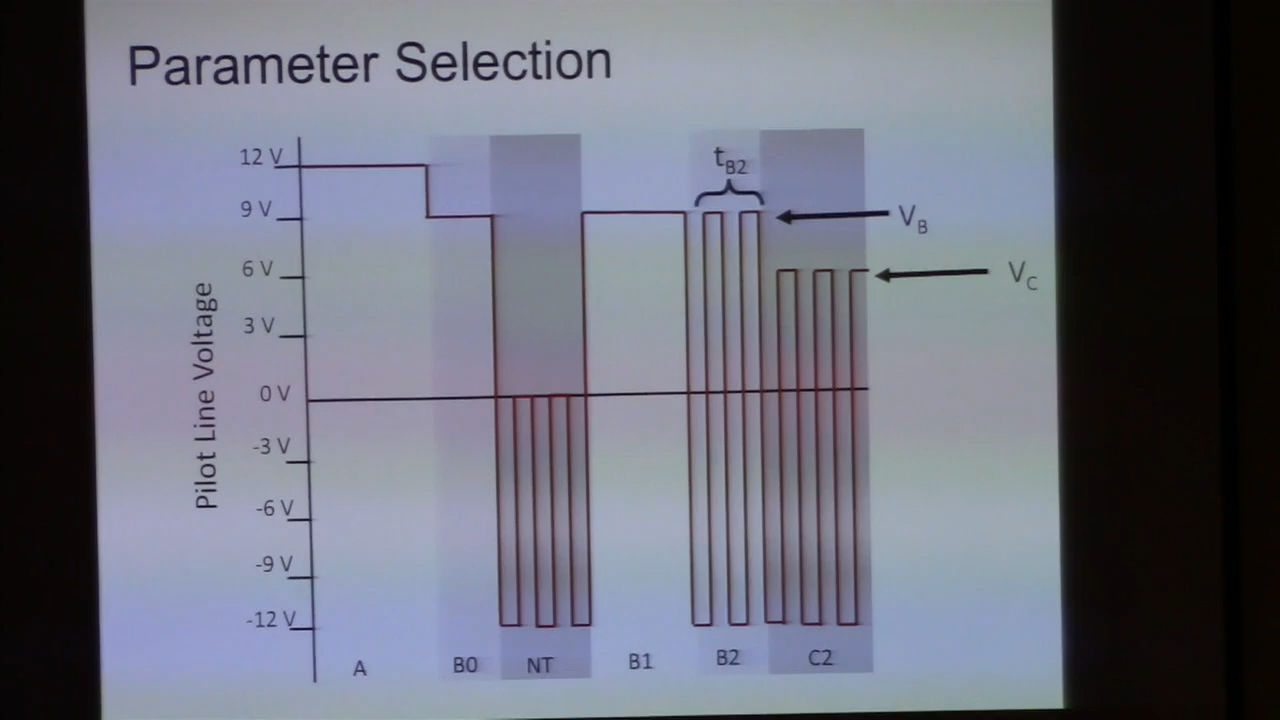 Parameter Selection
12 V
9 V
6 V
3 V
0 V
-3 V
-6 V
-9 V
-12 V
Pilot Line Voltage
tB2
VB
VC
A
B0
NT
B1
B2
C2